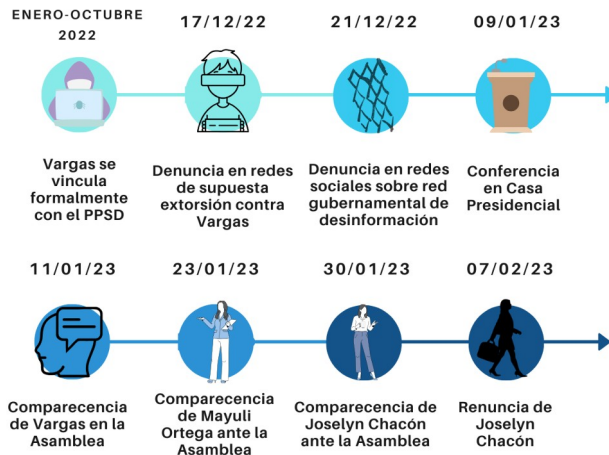 ENERO-OCTUBRE
2022
17/12/22
21/12/22
09/01/23
Vargas se
vincula
formalmente
con el PPSD
Denuncia en redes
de supuesta
extorsión contra
Vargas
Denuncia en redes
sociales sobre red
gubernamental de
desinformación
Conferencia
en Casa
Presidencial
11/01/23
23/01/23
30/01/23
07/02/23
Comparecencia
de Vargas en la
Asamblea
Comparecencia
de Mayuli
Ortega ante la
Asamblea
Comparecencia de
Joselyn Chacón
ante la Asamblea
Renuncia de
Joselyn
Chacón